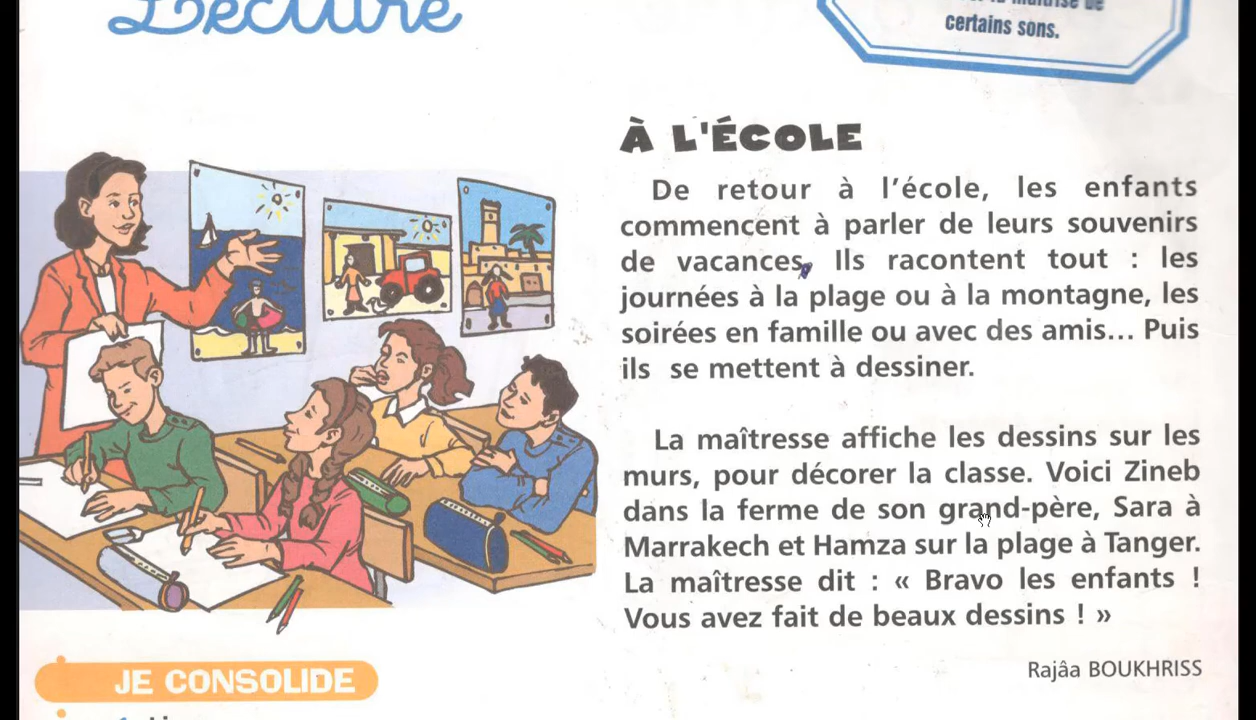 Lecture
certains sons.
À L'ÉCOLE
De retour à l'école, les enfants
commencent à parler de leurs souvenirs
de vacances, Ils racontent tout : les
journées à la plage ou à la montagne, les
soirées en famille ou avec des amis... Puis
ils se mettent à dessiner.
La maîtresse affiche les dessins sur les
murs, pour décorer la classe. Voici Zineb
dans la ferme de son grand-père, Sara à
Marrakech et Hamza sur la plage à Tanger.
La maîtresse dit : « Bravo les enfants !
Vous avez fait de beaux dessins ! »
Rajâa BOUKHRISS
JE CONSOLIDE